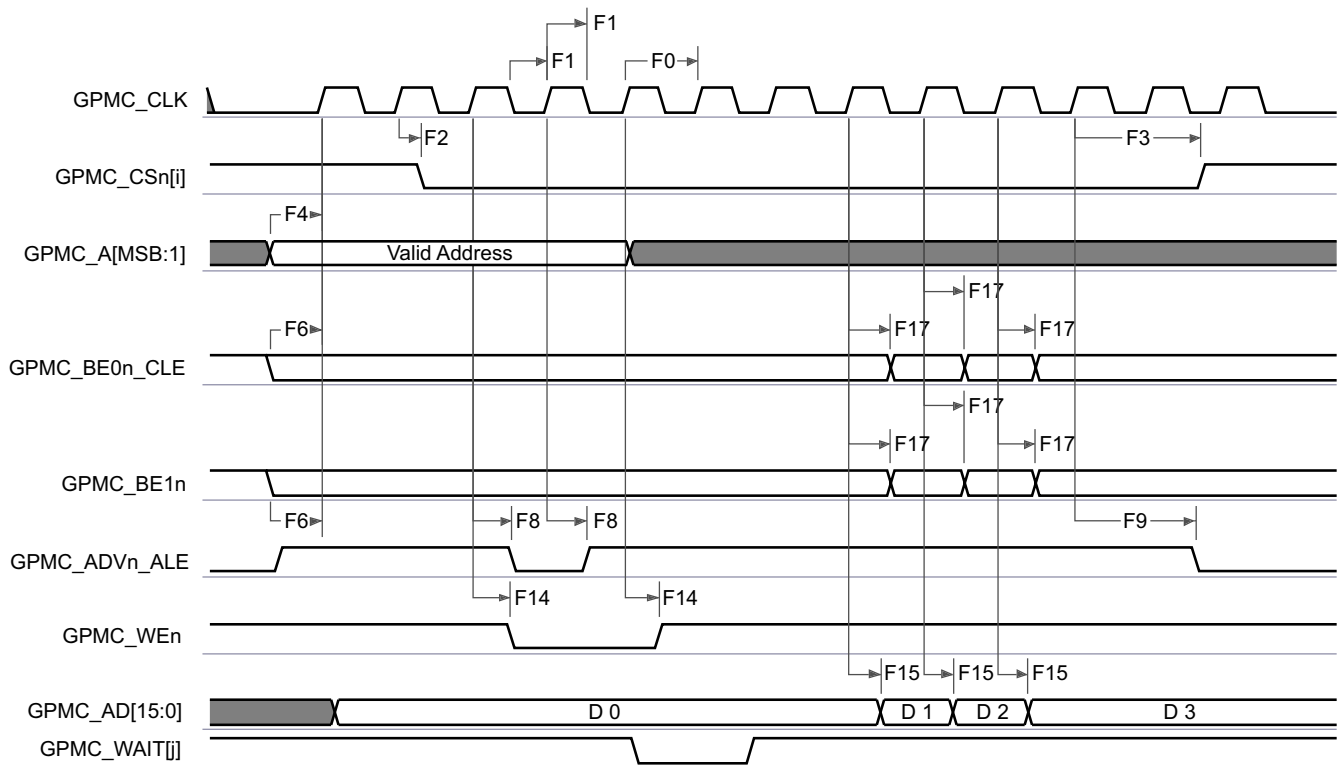 F1
F1
F0
GPMC_CLK
F2
F3
GPMC_CSn[i]
F4
GPMC_A[MSB:1]
Valid Address
F17
F6
F17
F17
GPMC_BE0n_CLE
F17
F17
F17
GPMC_BE1n
F6
F8
F8
F9
GPMC_ADVn_ALE
F14
F14
GPMC_WEn
F15
F15
F15
GPMC_AD[15:0]
D 0
D 1
D 2
D 3
GPMC_WAIT[j]